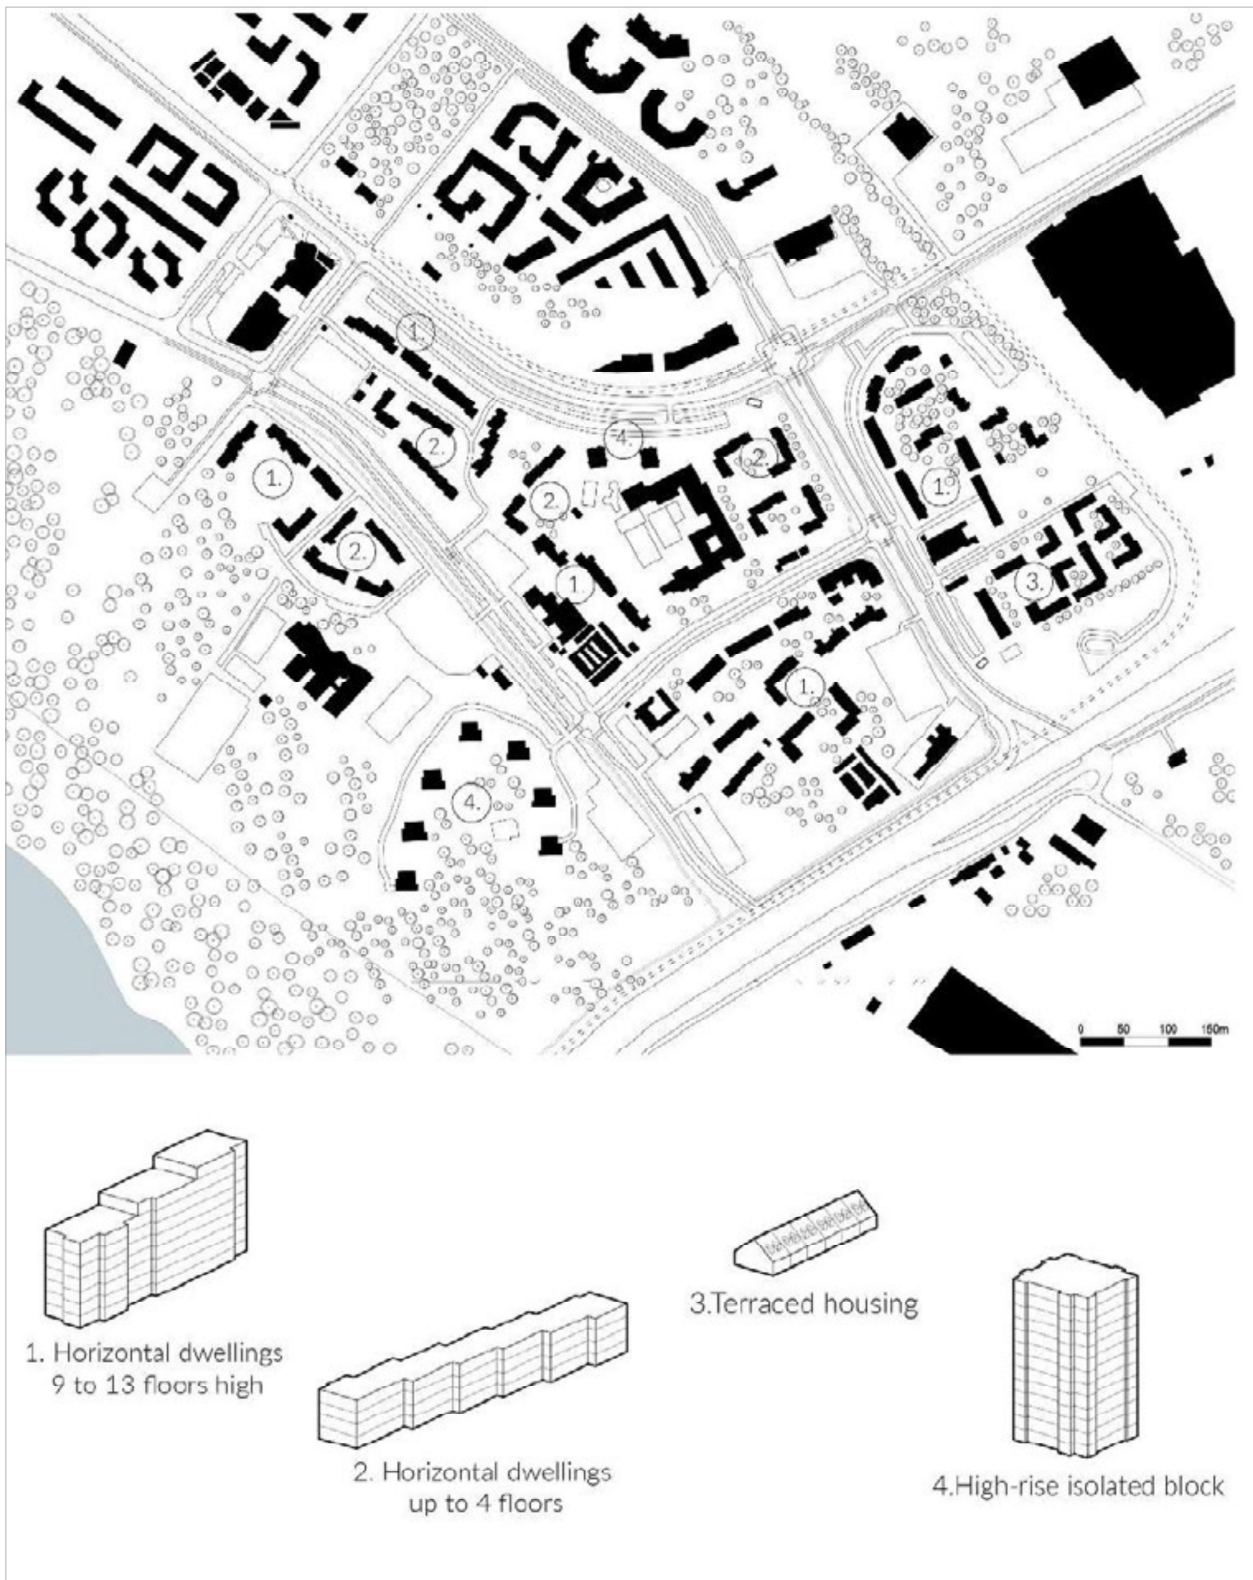 1.
2.
4.
2.
1.
2.
1.
2.
1.
3.
1.
4.
0 50 100 150m
3.Terraced housing
1. Horizontal dwellings
9 to 13 floors high
2. Horizontal dwellings
up to 4 floors
4.High-rise isolated block